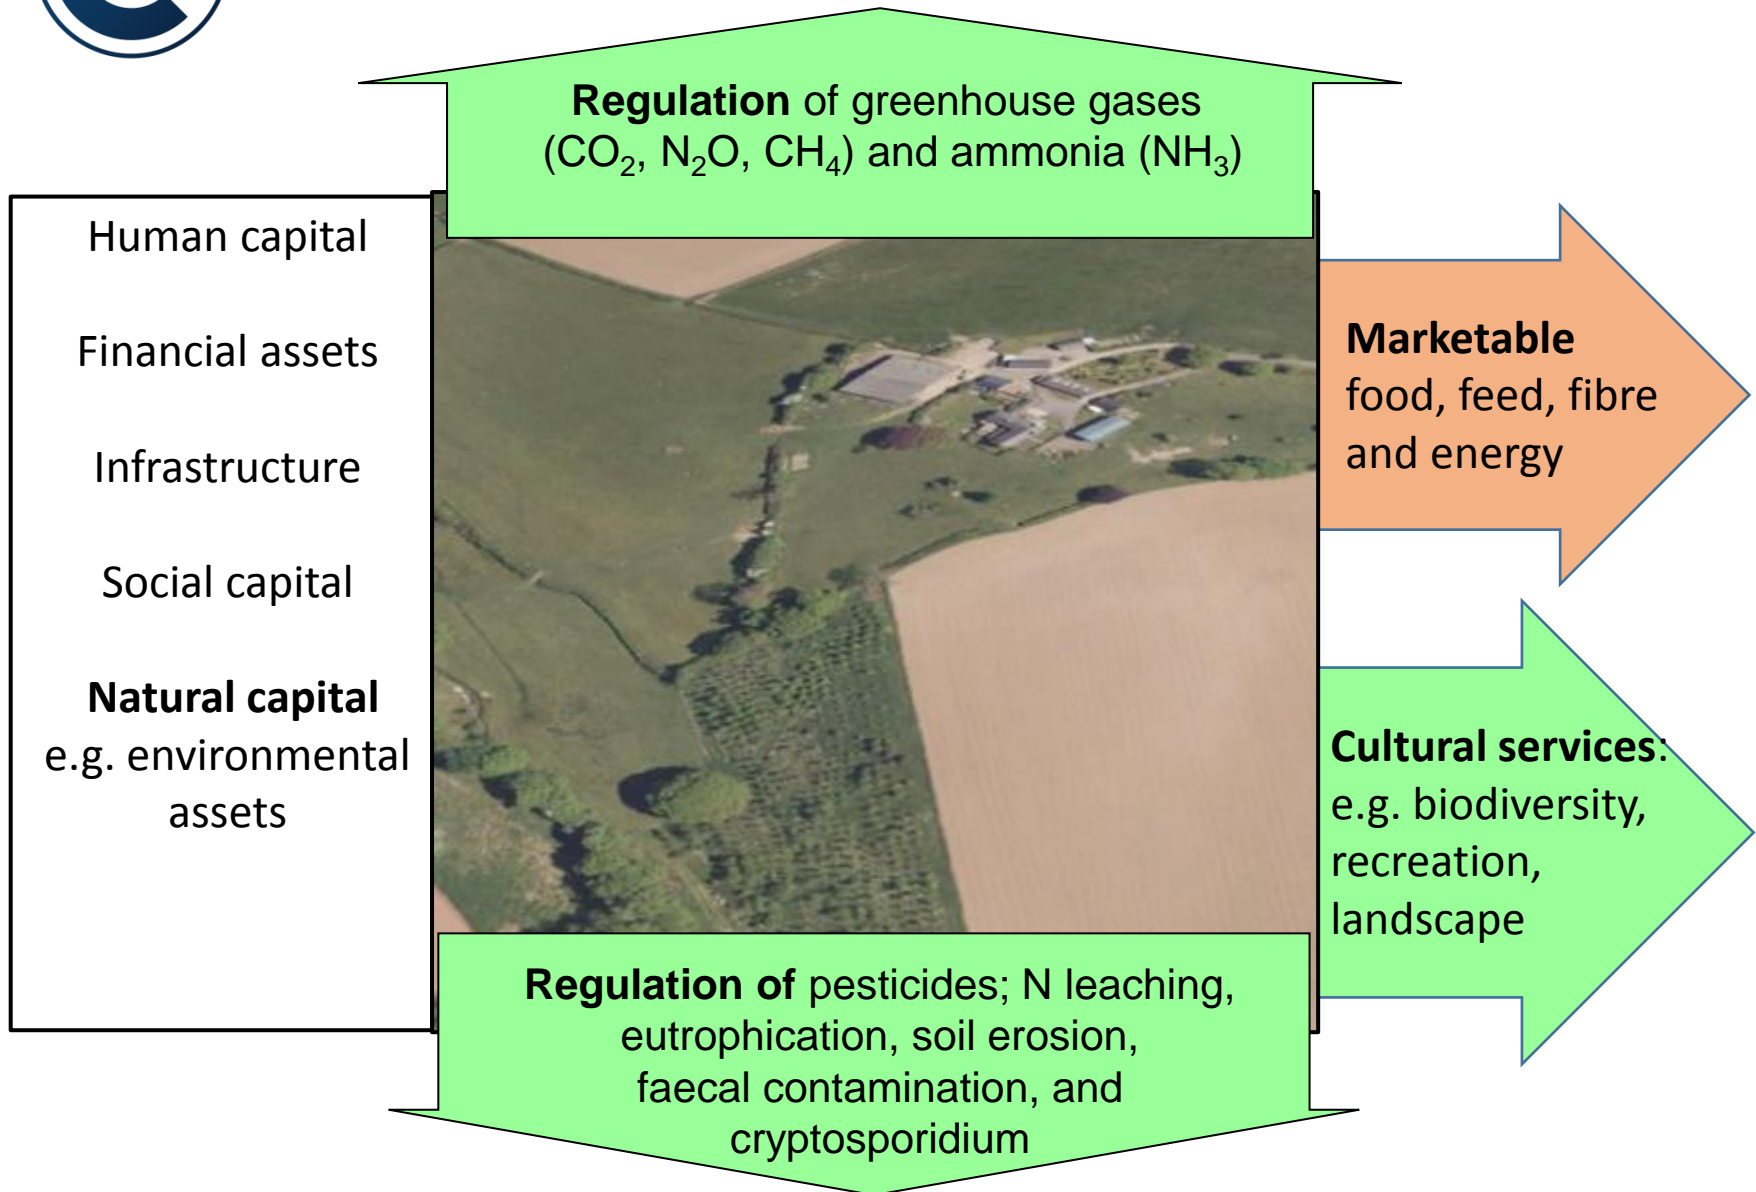 Regulation of greenhouse gases
(CO₂, N₂O, CH₄) and ammonia (NH₃)
Human capital
Financial assets
Infrastructure
Social capital
Natural capital
e.g. environmental
assets
Marketable
food, feed, fibre
and energy
Cultural services:
e.g. biodiversity,
recreation,
landscape
Regulation of pesticides; N leaching,
eutrophication, soil erosion,
faecal contamination, and
cryptosporidium